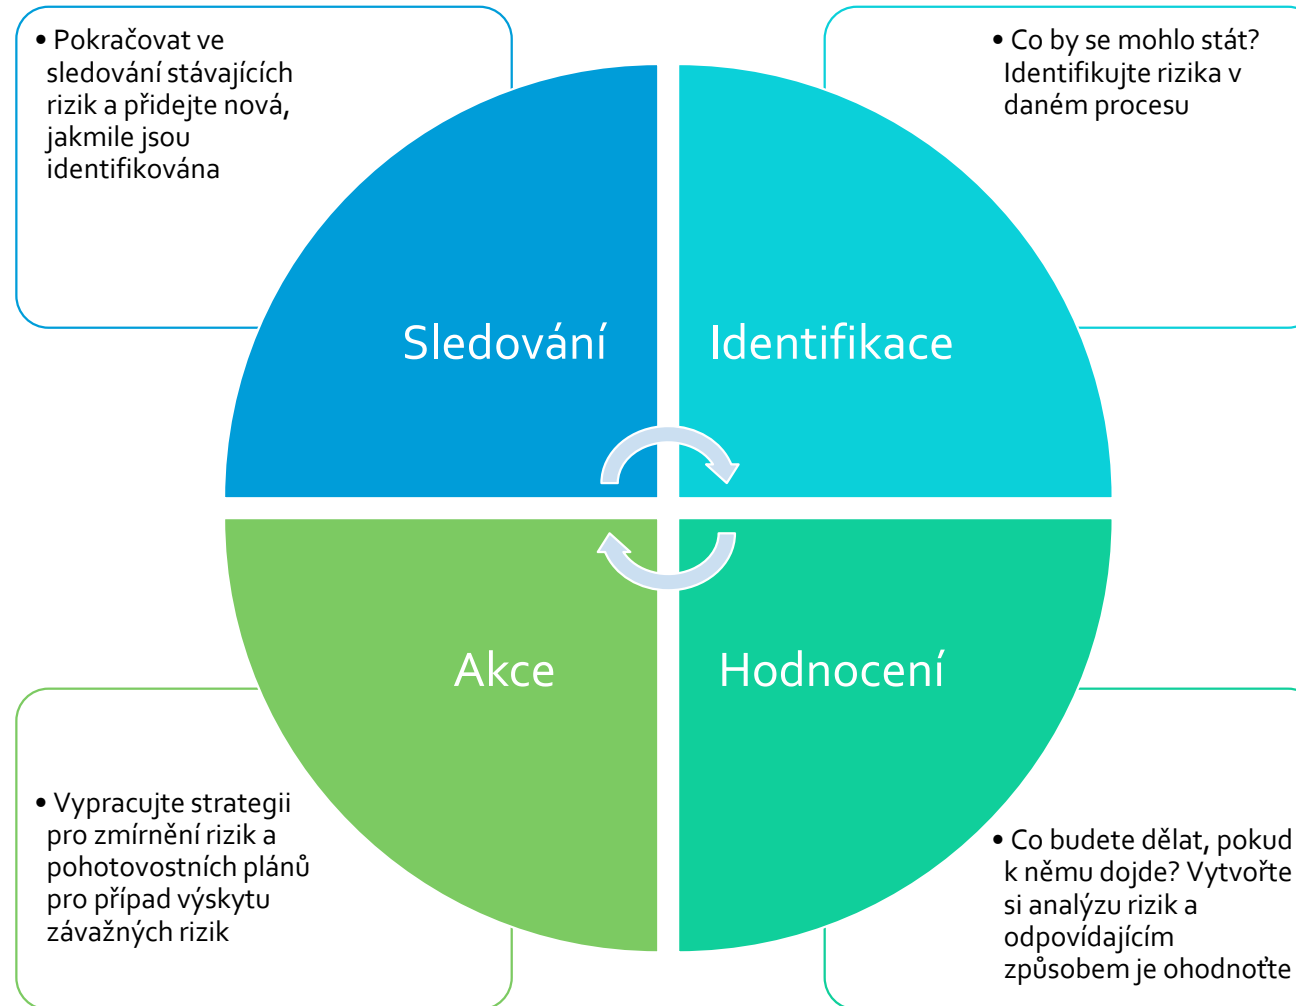 • Pokračovat ve
sledování stávajících
rizik a přidejte nová,
jakmile jsou
identifikována
• Co by se mohlo stát?
Identifikujte rizika v
daném procesu
Sledování
Identifikace
Akce
Hodnocení
• Vypracujte strategii
pro zmírnění rizik a
pohotovostních plánů
pro případ výskytu
závažných rizik
• Co budete dělat, pokud
k němu dojde? Vytvořte
si analýzu rizik a
odpovídajícím
způsobem je ohodnoťte